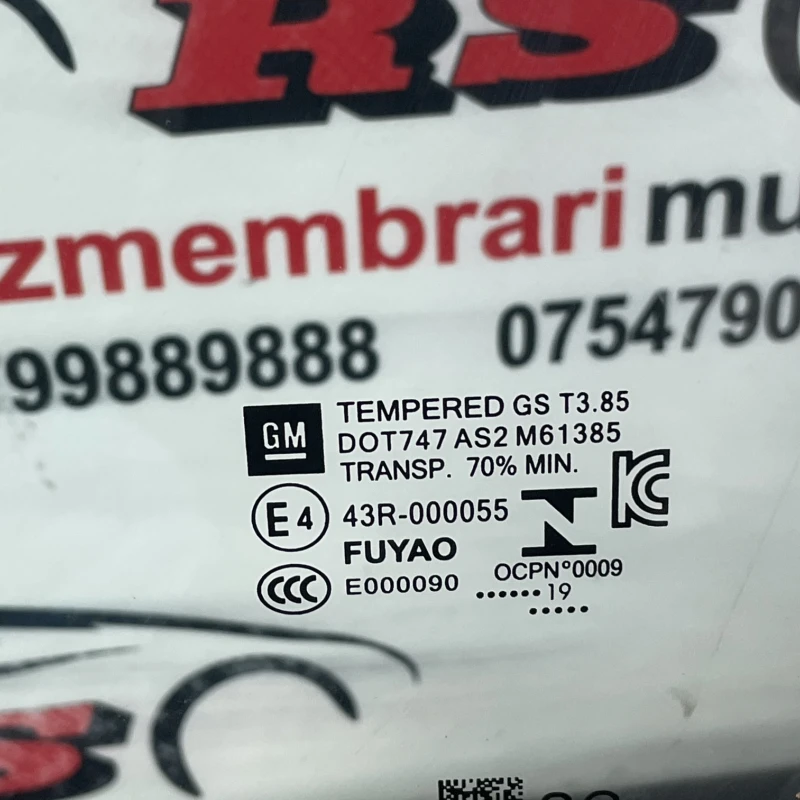 RS
zmembrari mu
99889888 0754790
GM
TEMPERED GS T3.85
DOT747 AS2 M61385
TRANSP. 70% MIN.
E4 43R-000055
FUYAO
OCPN°0009
CCC E000090
......19
.....
KC
S